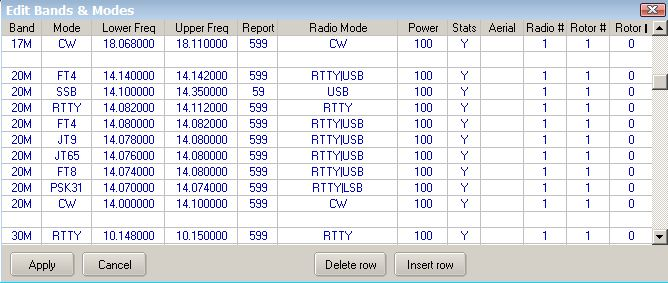 Edit Bands & Modes
Band Mode Lower Freq Upper Freq Report Radio Mode Power Stats Aerial Radio # Rotor # Rotor
17M CW 18.068000 18.110000 599 CW 100 Y 1 1 0
20M FT4 14.140000 14.142000 599 RTTY|USB 100 Y 1 1 0
20M SSB 14.100000 14.350000 59 USB 100 Y 1 1 0
20M RTTY 14.082000 14.112000 599 RTTY 100 Y 1 1 0
20M FT4 14.080000 14.082000 599 RTTY|USB 100 Y 1 1 0
20M JT9 14.078000 14.080000 599 RTTY|USB 100 Y 1 1 0
20M JT65 14.076000 14.080000 599 RTTY|USB 100 Y 1 1 0
20M FT8 14.074000 14.080000 599 RTTY|USB 100 Y 1 1 0
20M PSK31 14.070000 14.074000 599 RTTY|LSB 100 Y 1 1 0
20M CW 14.000000 14.100000 599 CW 100 Y 1 1 0
30M RTTY 10.148000 10.150000 599 RTTY 100 Y 1 1 0
Apply Cancel Delete row Insert row